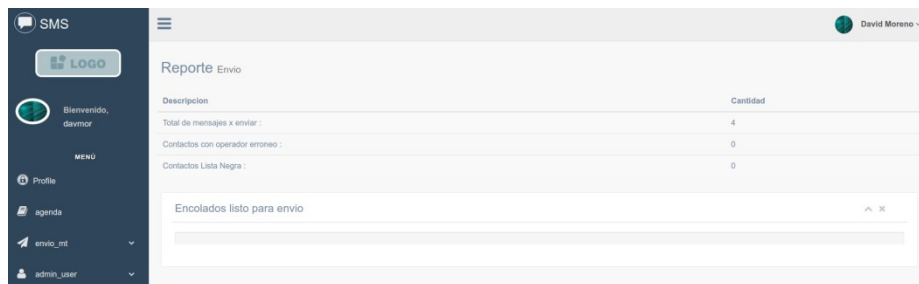 SMS
LOGO
Bienvenido,
davmor
MENÚ
Profile
agenda
envio_mt
admin_user
David Moreno
Reporte Envio
Descripcion Cantidad
Total de mensajes x enviar : 4
Contactos con operador erroneo : 0
Contactos Lista Negra : 0
Encolados listo para envio